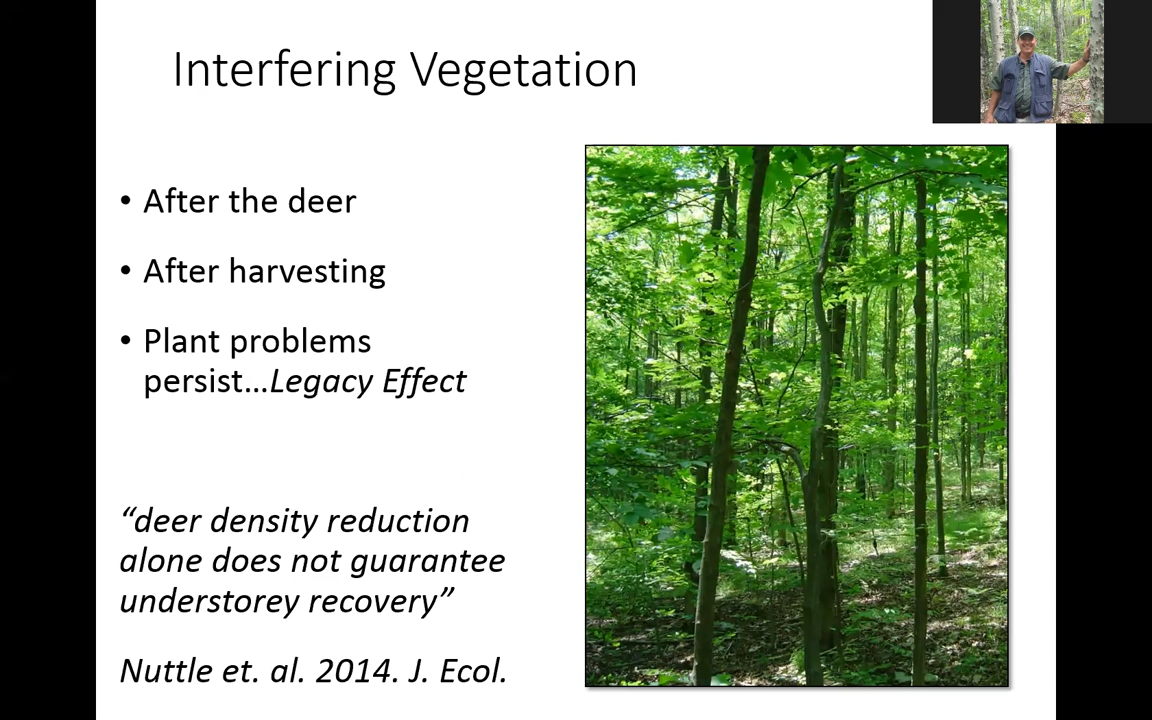 Interfering Vegetation
• After the deer
• After harvesting
• Plant problems
persist...Legacy Effect
“deer density reduction
alone does not guarantee
understorey recovery”
Nuttle et. al. 2014. J. Ecol.